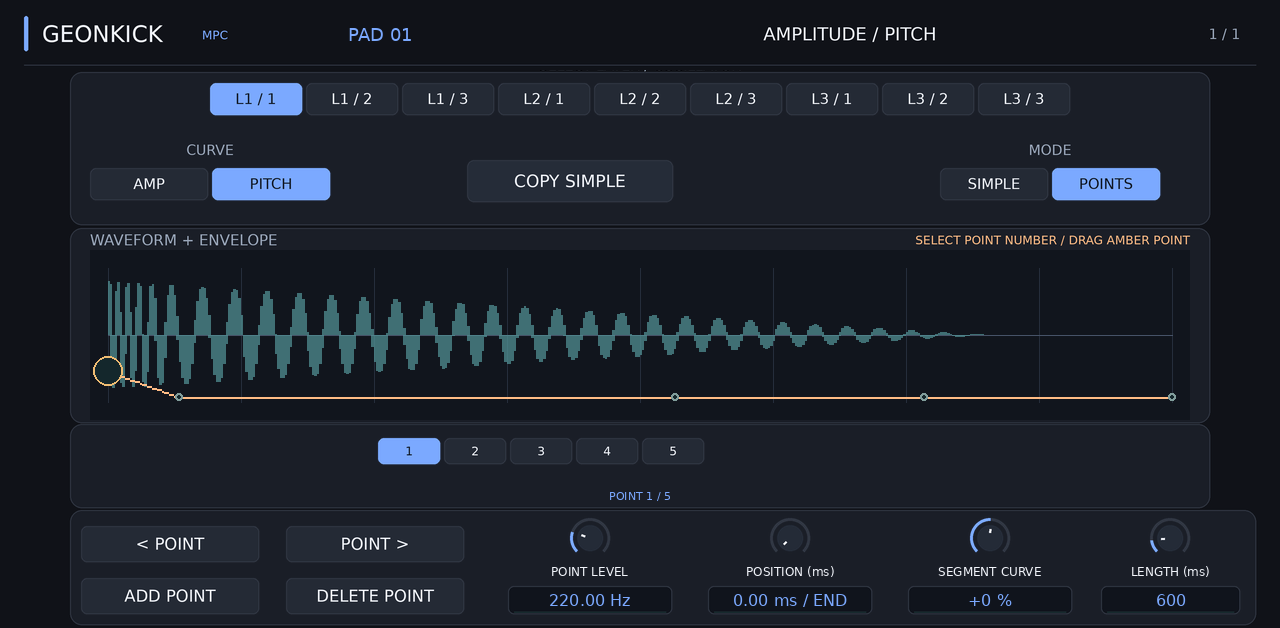 GEONKICK MPC PAD 01 AMPLITUDE / PITCH 1 / 1
L1 / 1 L1 / 2 L1 / 3 L2 / 1 L2 / 2 L2 / 3 L3 / 1 L3 / 2 L3 / 3
CURVE MODE
AMP PITCH COPY SIMPLE SIMPLE POINTS
WAVEFORM + ENVELOPE SELECT POINT NUMBER / DRAG AMBER POINT
1 2 3 4 5
POINT 1 / 5
< POINT POINT >
POINT LEVEL POSITION (ms) SEGMENT CURVE LENGTH (ms)
ADD POINT DELETE POINT 220.00 Hz 0.00 ms / END +0 % 600